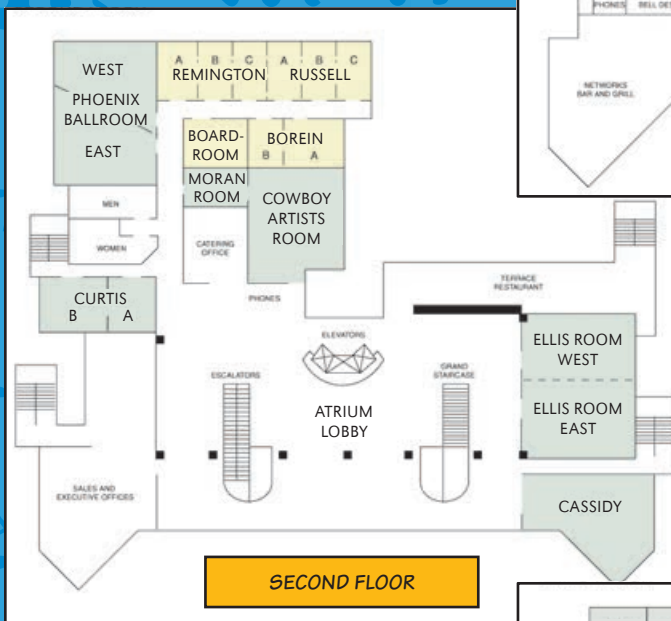 PHONES BELL DES
NETWORKS
BAR AND GRILL
WEST
PHOENIX
BALLROOM
EAST
A B C A B C
REMINGTON RUSSELL
BOARD-
ROOM
BOREIN
B A
MORAN
ROOM
COWBOY
ARTISTS
ROOM
MEN
WOMEN
CATERING
OFFICE
PHONES
CURTIS
B A
TERRACE
RESTAURANT
ELEVATORS
ESCALATORS
GRAND
STAIRCASE
ATRIUM
LOBBY
ELLIS ROOM
WEST
ELLIS ROOM
EAST
SALES AND
EXECUTIVE OFFICES
CASSIDY
SECOND FLOOR